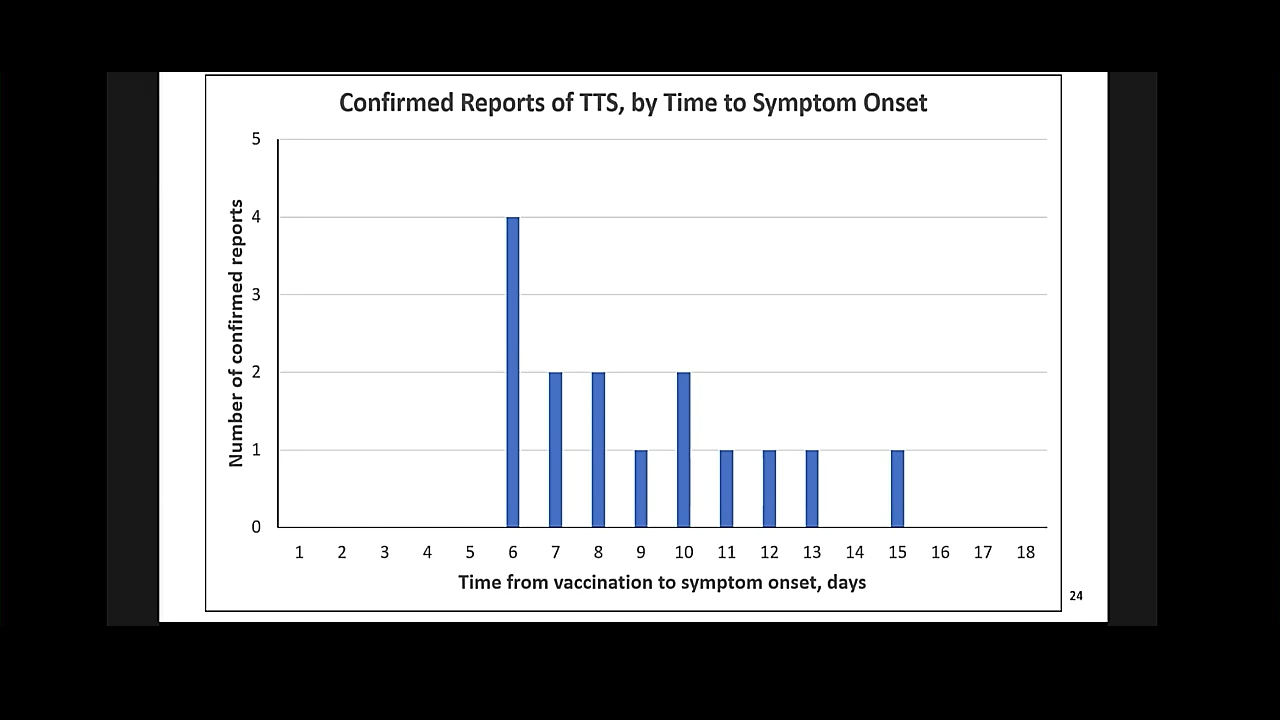 Confirmed Reports of TTS, by Time to Symptom Onset
5
4
3
2
1
0
Number of confirmed reports
1 2 3 4 5 6 7 8 9 10 11 12 13 14 15 16 17 18
Time from vaccination to symptom onset, days
24